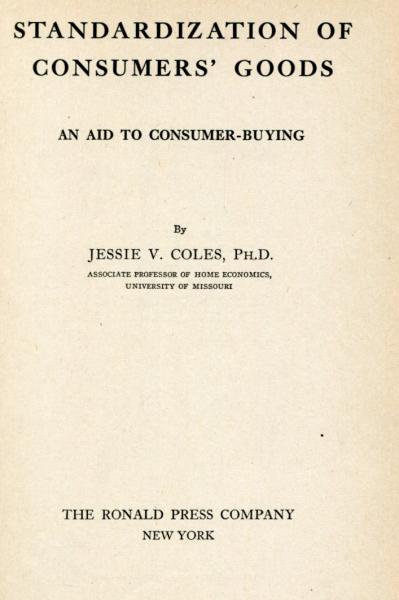 STANDARDIZATION OF
CONSUMERS' GOODS
AN AID TO CONSUMER-BUYING
By
JESSIE V. COLES, PH.D.
ASSOCIATE PROFESSOR OF HOME ECONOMICS,
UNIVERSITY OF MISSOURI
THE RONALD PRESS COMPANY
NEW YORK